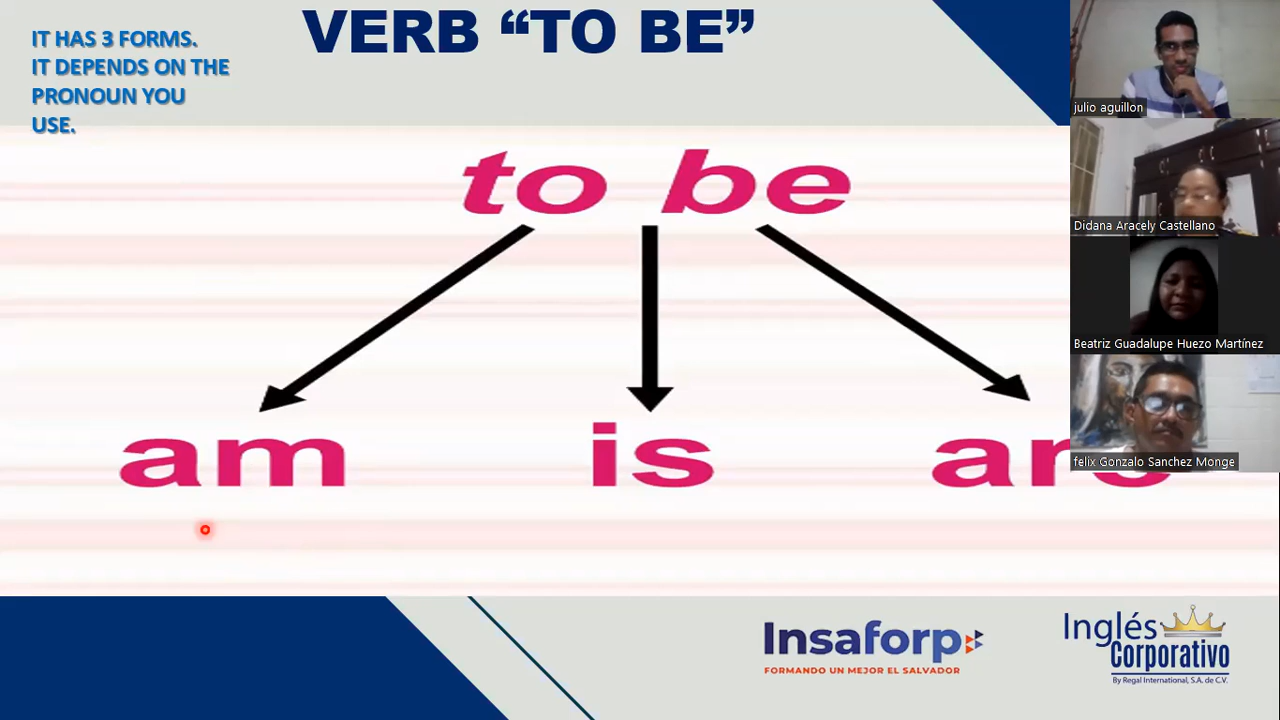 VERB “TO BE”
IT HAS 3 FORMS.
IT DEPENDS ON THE
PRONOUN YOU
USE.
to be
am
is
julio aguillon
Didana Aracely Castellano
Beatriz Guadalupe Huezo Martínez
felix Gonzalo Sanchez Monge
Insaforp
FORMANDO UN MEJOR EL SALVADOR
Inglés
Corporativo
By Regal International, S.A. de C.V.